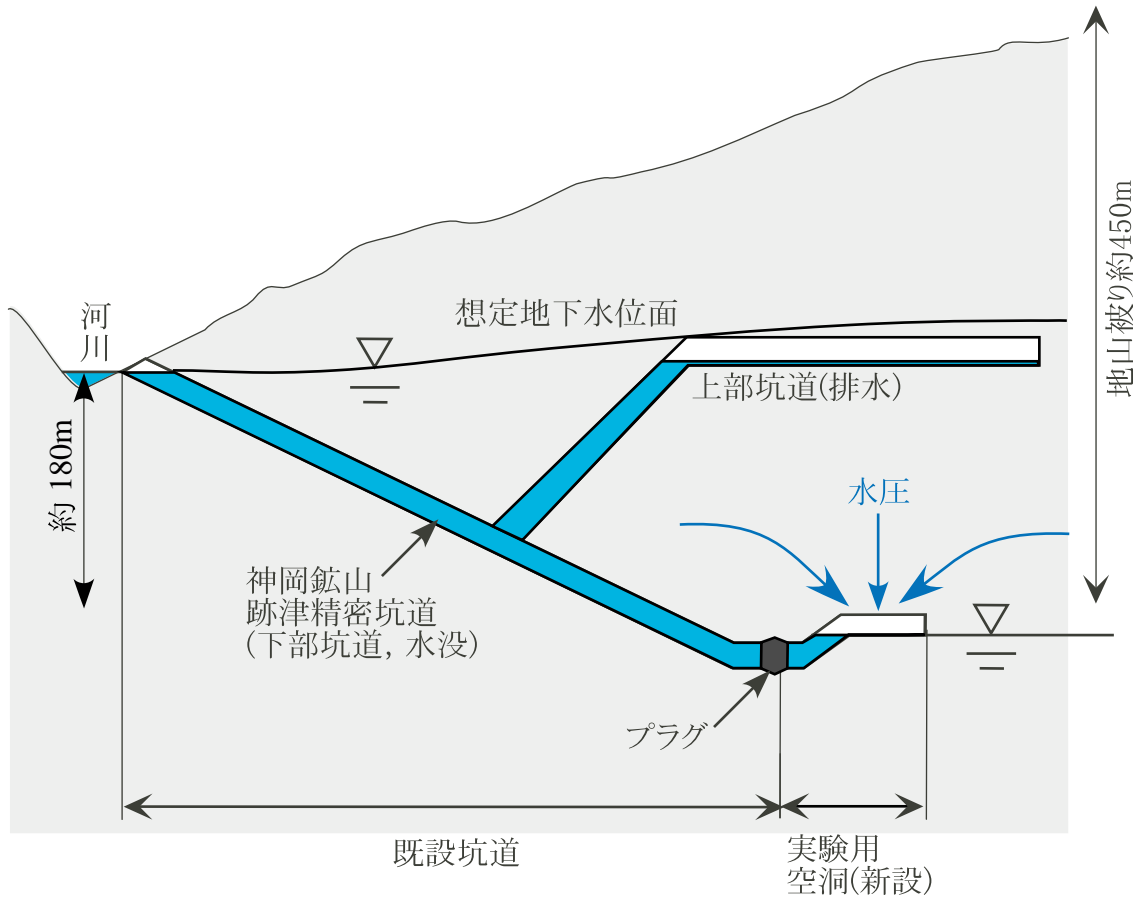 河川
約 180m
想定地下水位面
上部坑道(排水)
地山被り約450m
水圧
神岡鉱山
跡津精密坑道
(下部坑道, 水没)
プラグ
既設坑道
実験用
空洞(新設)